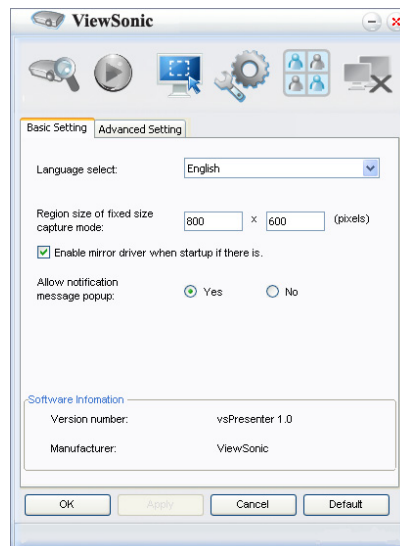 ViewSonic
Basic Setting Advanced Setting
Language select: English
Region size of fixed size
capture mode: 800 x 600 (pixels)
Enable mirror driver when startup if there is.
Allow notification
message popup: Yes No
Software Infomation
Version number: vsPresenter 1.0
Manufacturer: ViewSonic
OK Apply Cancel Default